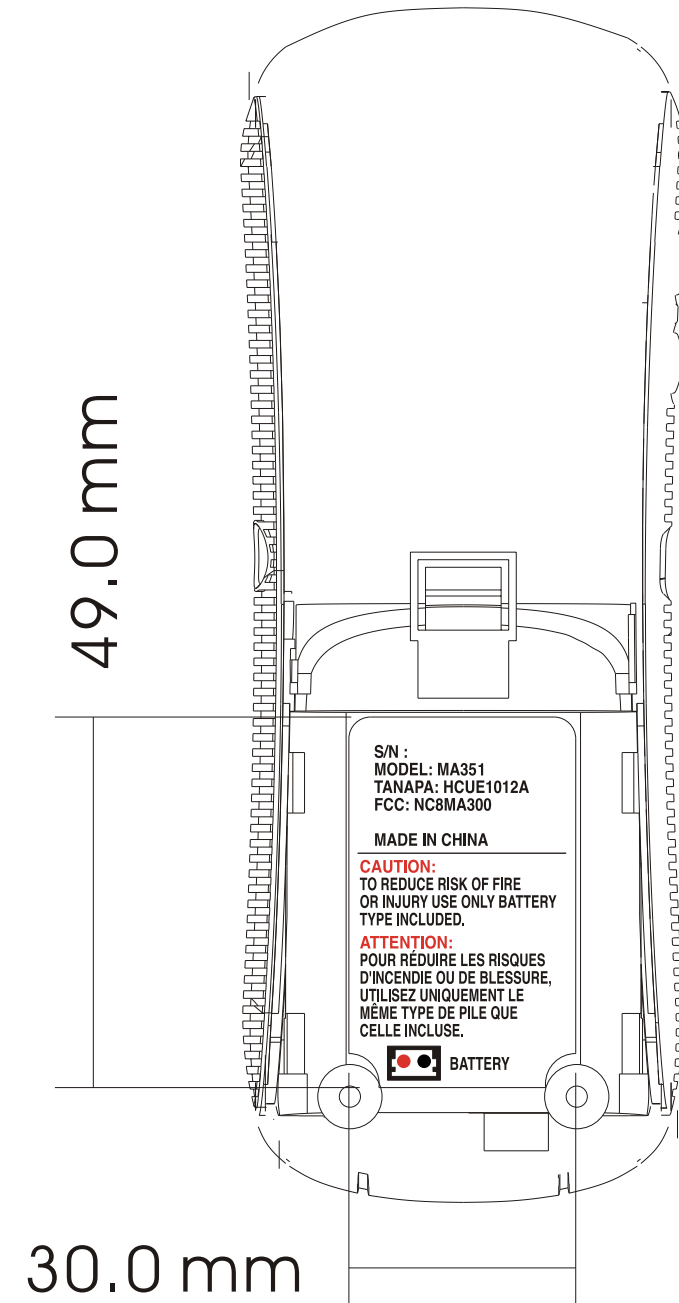 49.0 mm
S/N :
MODEL: MA351
TANAPA: HCUE1012A
FCC: NC8MA300
MADE IN CHINA
CAUTION:
TO REDUCE RISK OF FIRE
OR INJURY USE ONLY BATTERY
TYPE INCLUDED.
ATTENTION:
POUR RÉDUIRE LES RISQUES
D'INCENDIE OU DE BLESSURE,
UTILISEZ UNIQUEMENT LE
MÊME TYPE DE PILE QUE
CELLE INCLUSE.
BATTERY
30.0 mm